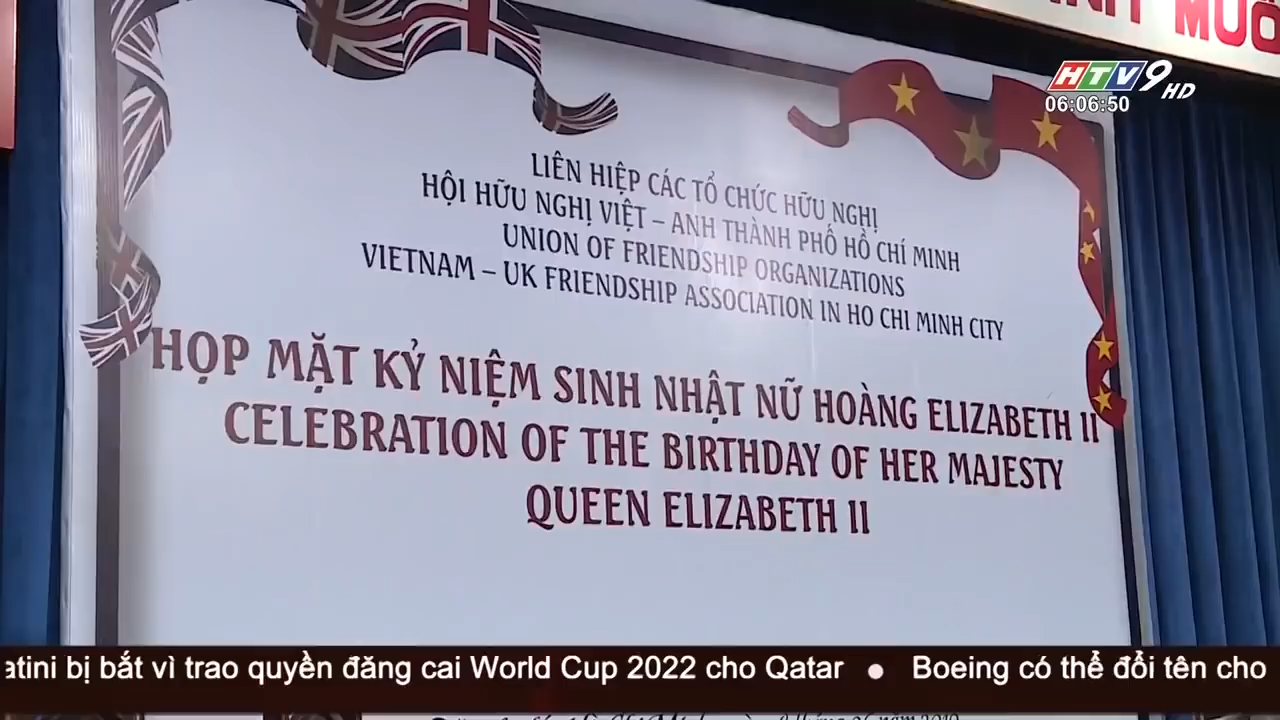 MUÔ
HTV9 HD
06:06:50
LIÊN HIỆP CÁC TỔ CHỨC HỮU NGHỊ
HỘI HỮU NGHỊ VIỆT – ANH THÀNH PHỐ HỒ CHÍ MINH
UNION OF FRIENDSHIP ORGANIZATIONS
VIETNAM – UK FRIENDSHIP ASSOCIATION IN HO CHI MINH CITY
HỌP MẶT KỶ NIỆM SINH NHẬT NỮ HOÀNG ELIZABETH II
CELEBRATION OF THE BIRTHDAY OF HER MAJESTY
QUEEN ELIZABETH II
atini bị bắt vì trao quyền đăng cai World Cup 2022 cho Qatar • Boeing có thể đổi tên cho